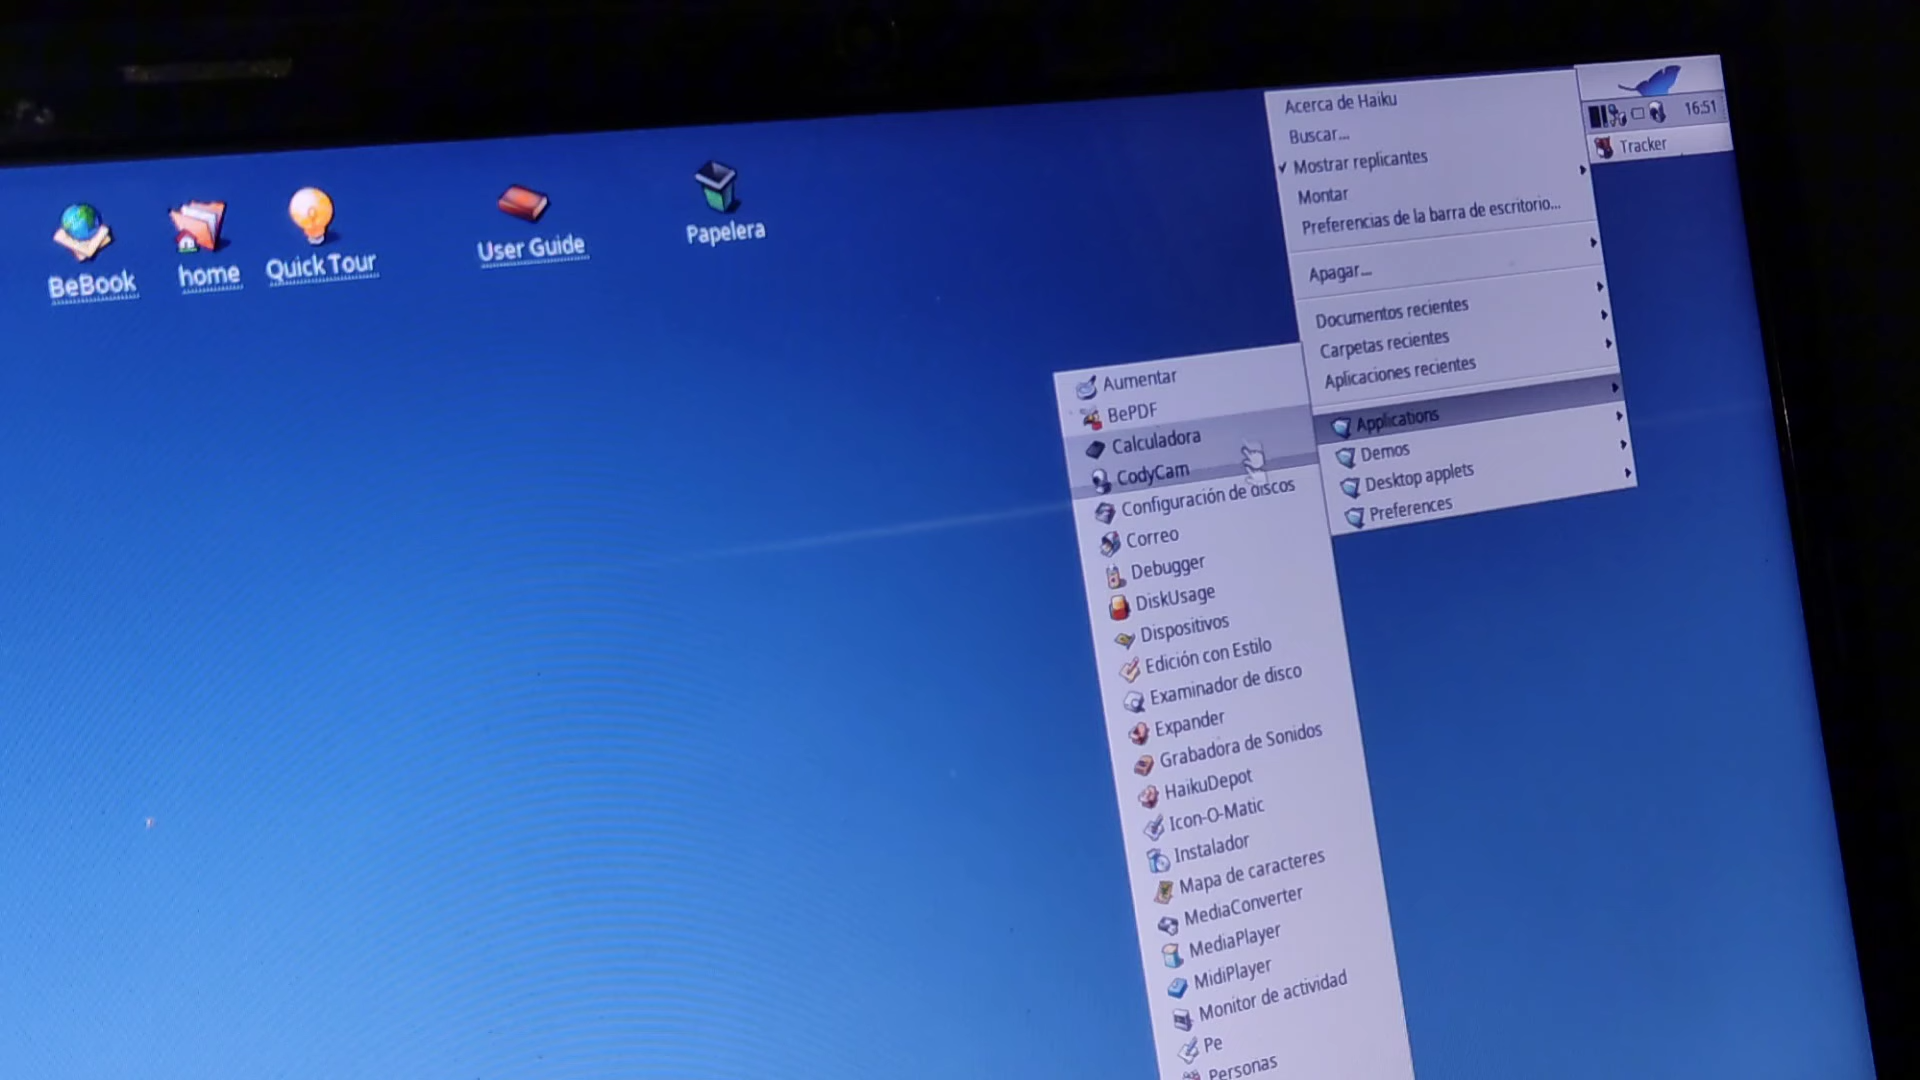 BeBook
home
Quick Tour
User Guide
Papelera
Acerca de Haiku
Buscar...
Mostrar replicantes
Montar
Preferencias de la barra de escritorio...
Apagar...
Documentos recientes
Carpetas recientes
Aplicaciones recientes
Applications
Demos
Desktop applets
Preferences
16:51
Tracker
Aumentar
BePDF
Calculadora
CodyCam
Configuración de discos
Correo
Debugger
DiskUsage
Dispositivos
Edición con Estilo
Examinador de disco
Expander
Grabadora de Sonidos
HaikuDepot
Icon-O-Matic
Instalador
Mapa de caracteres
MediaConverter
MediaPlayer
MidiPlayer
Monitor de actividad
Pe
Personas